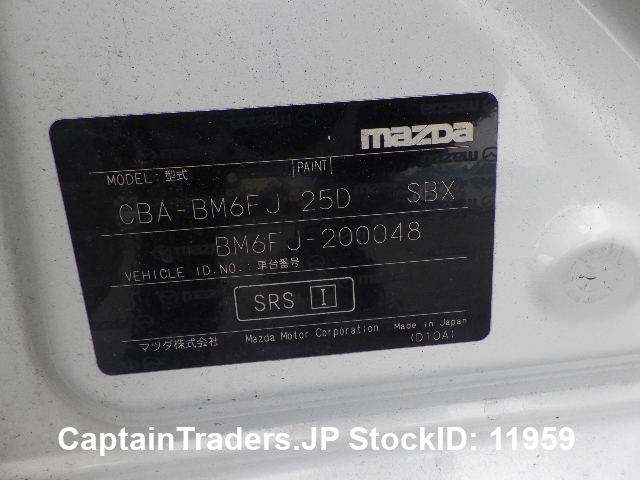 mazda
MODEL: 型式 PAINT
CBA-BM6FJ 25D SBX
BM6FJ-200048
VEHICLE ID.NO.: 車台番号
SRS I
マツダ株式会社 Mazda Motor Corporation Made in Japan
(D10A)
CaptainTraders.JP StockID: 11959